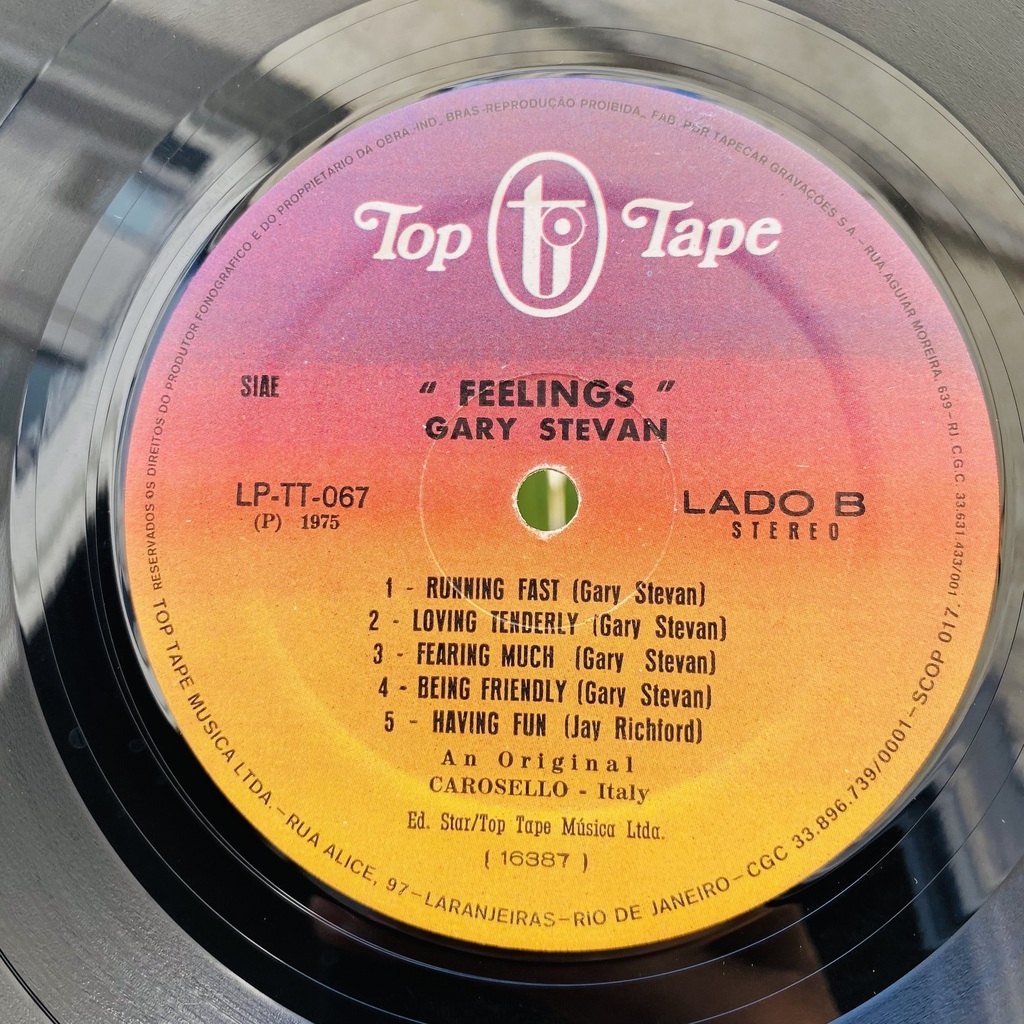 RESERVADOS OS DIREITOS DO PRODUTOR FONOGRAFICO E DO PROPRIETARIO DA OBRA -IND. BRAS-REPRODUÇÃO PROIBIDA_ FAB. POR TAPECAR GRAVAÇÕES S.A.-RUA AGUIAR MOREIRA, 639-RJ C.G.C 33.631.433/001
Top Tape
SIAE
" FEELINGS "
GARY STEVAN
LP-TT-067
(P) 1975
LADO B
STEREO
1 - RUNNING FAST (Gary Stevan)
2 - LOVING TENDERLY (Gary Stevan)
3 - FEARING MUCH (Gary Stevan)
4 - BEING FRIENDLY (Gary Stevan)
5 - HAVING FUN (Jay Richford)
An Original
CAROSELLO - Italy
Ed. Star/Top Tape Música Ltda.
( 16387 )
TOP TAPE MUSICA LTDA.-RUA ALICE, 97-LARANJEIRAS-RIO DE JANEIRO-CGC 33.896.739/0001-SCOP 017.